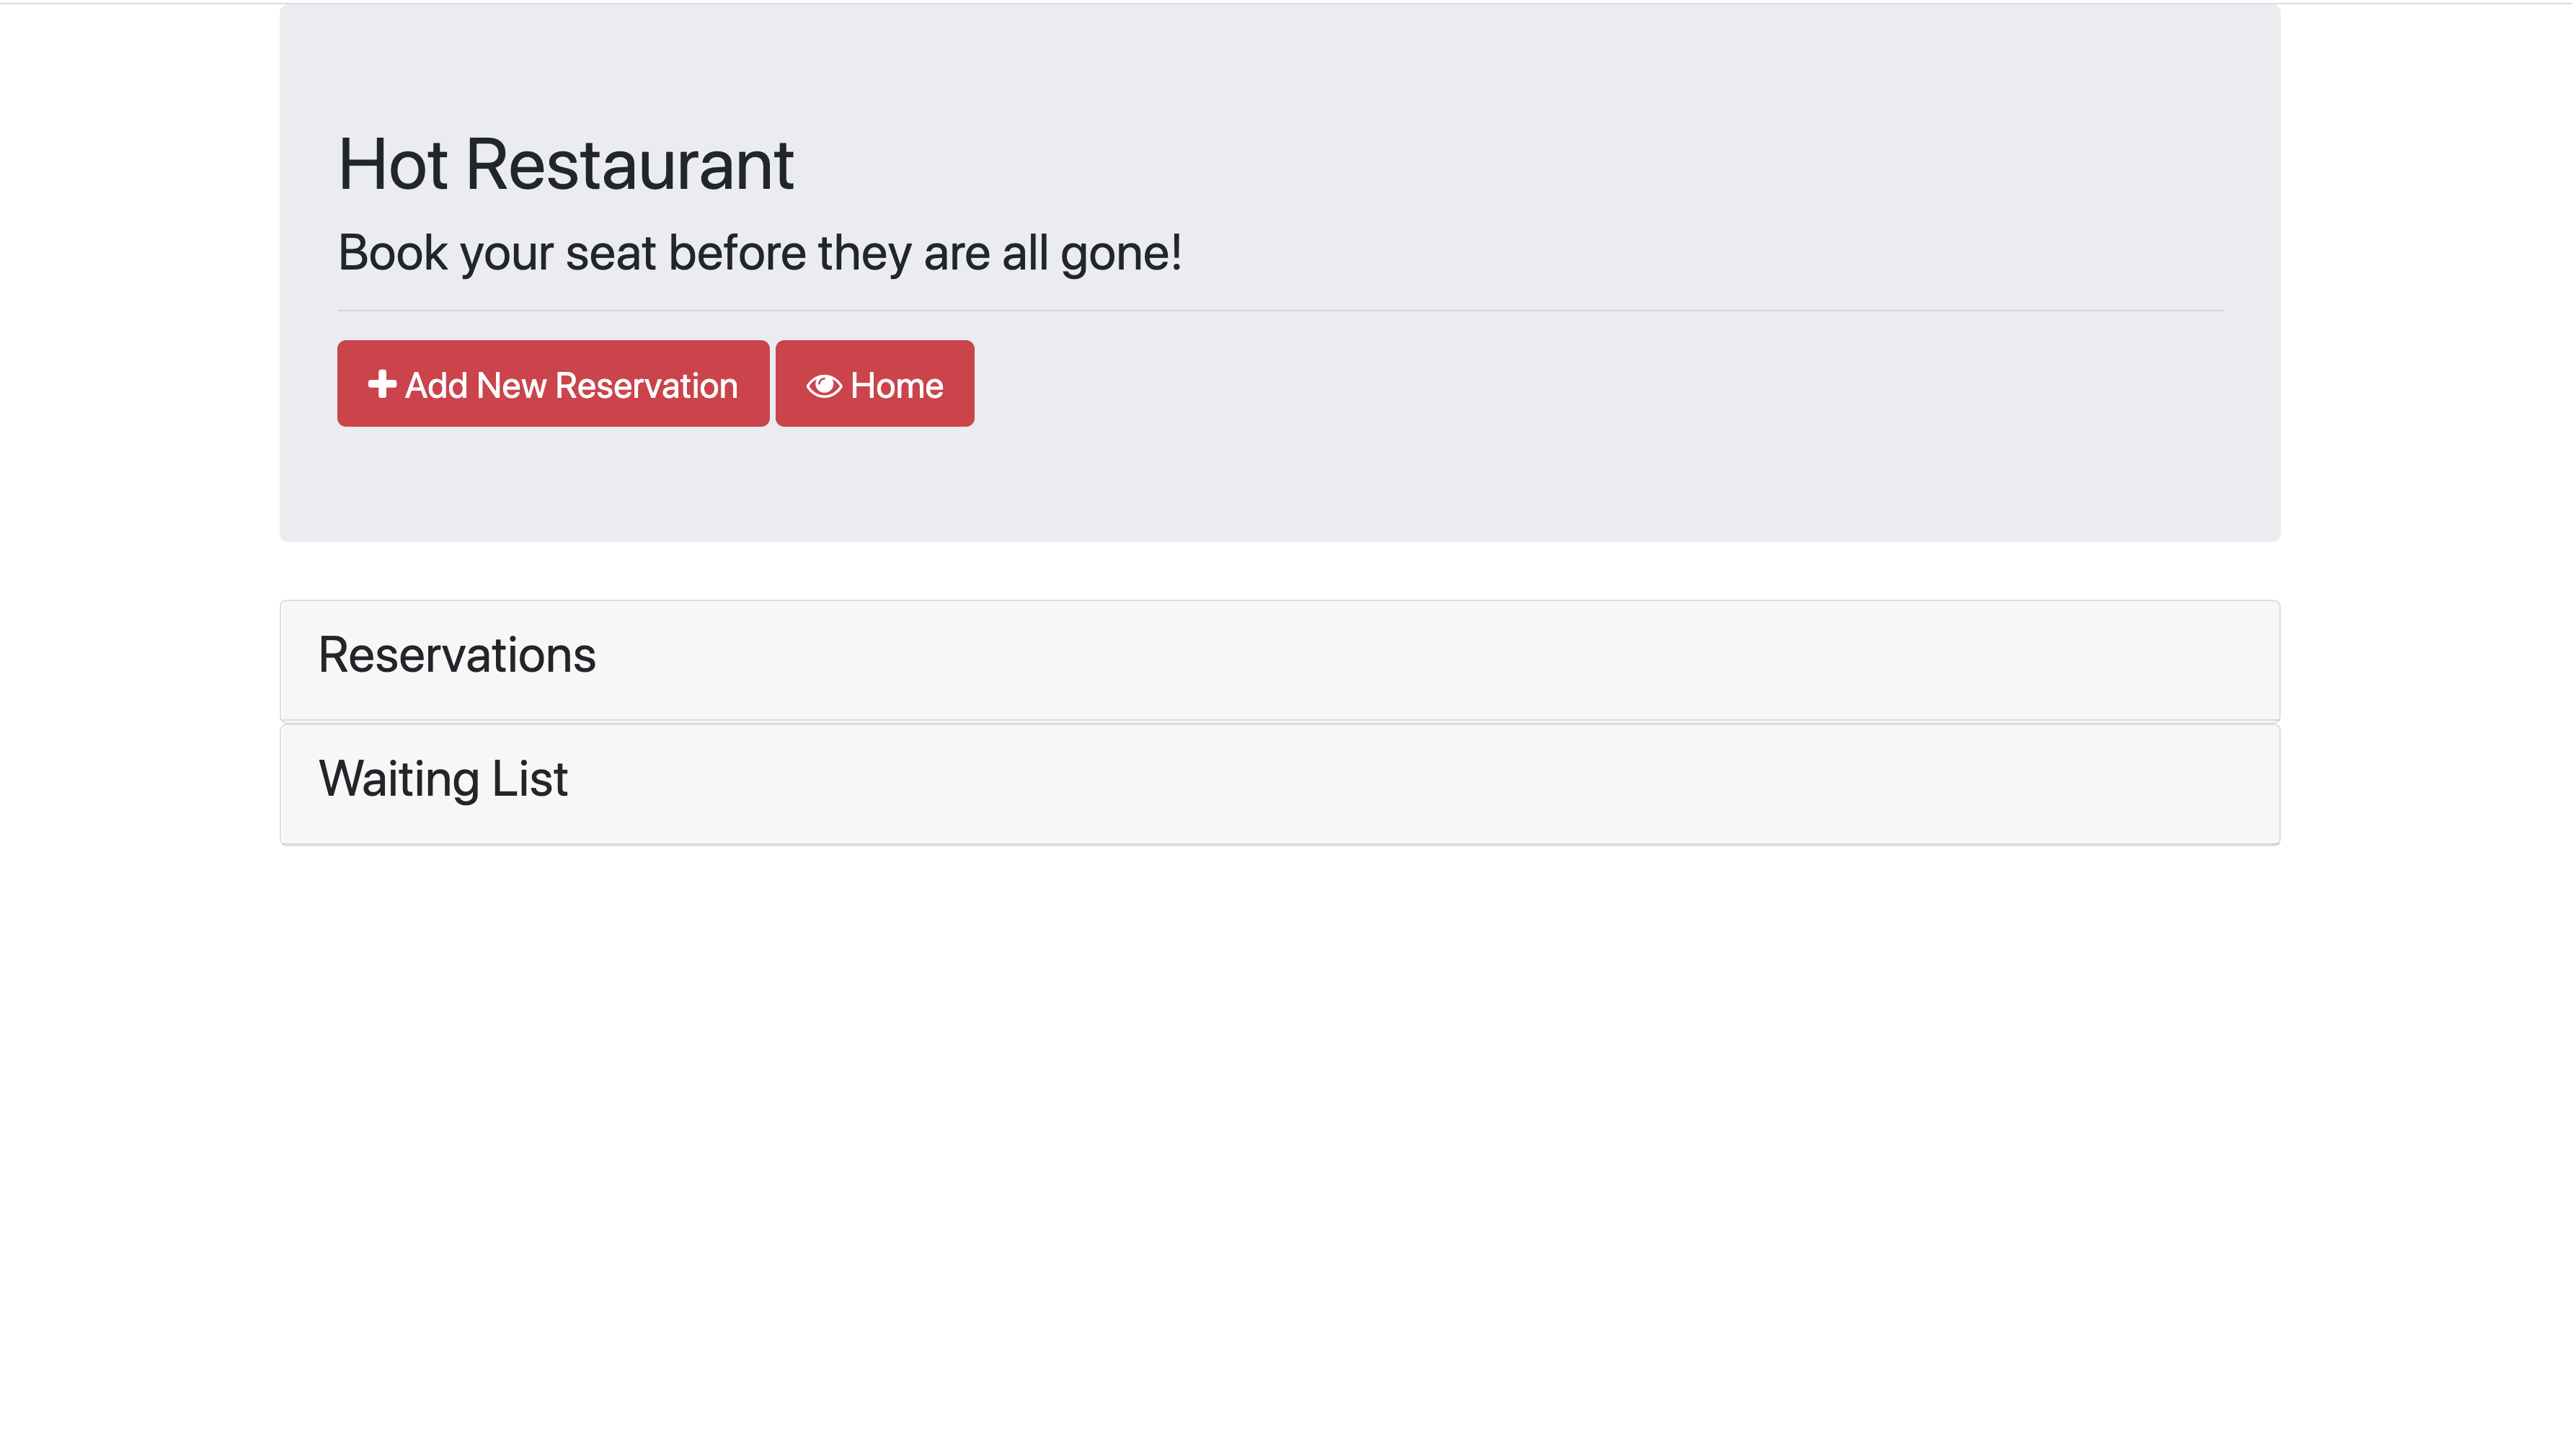 Hot Restaurant
Book your seat before they are all gone!
Add New Reservation
Home
Reservations
Waiting List